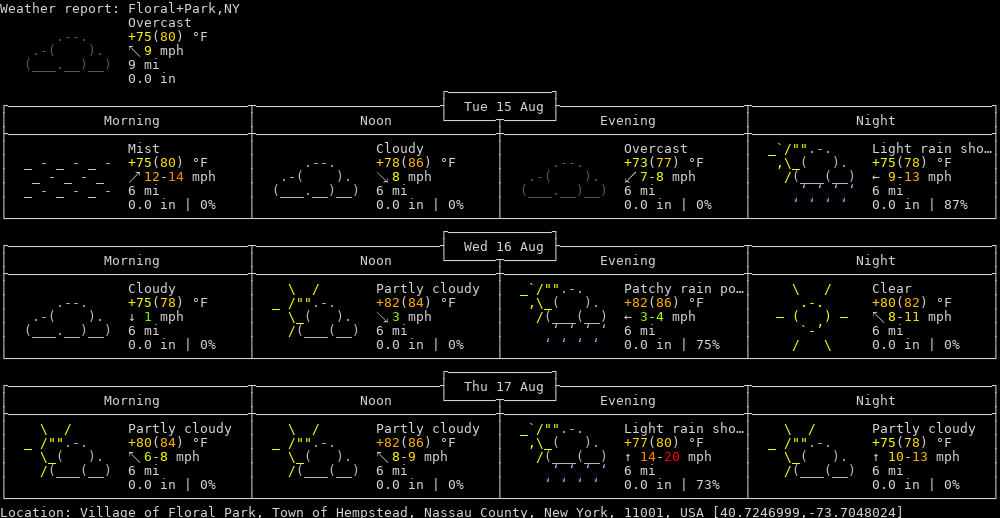 Weather report: Floral+Park,NY
Overcast
+75(80) °F
↖ 9 mph
9 mi
0.0 in
Tue 15 Aug
Morning Noon Evening Night
Mist Cloudy Overcast Light rain sho…
+75(80) °F +78(86) °F +73(77) °F +75(78) °F
↗ 12-14 mph ↘ 8 mph ↙ 7-8 mph ← 9-13 mph
6 mi 6 mi 6 mi 6 mi
0.0 in | 0% 0.0 in | 0% 0.0 in | 0% 0.0 in | 87%
Wed 16 Aug
Morning Noon Evening Night
Cloudy Partly cloudy Patchy rain po… Clear
+75(78) °F +82(84) °F +82(86) °F +80(82) °F
↓ 1 mph ↘ 3 mph ← 3-4 mph ↖ 8-11 mph
6 mi 6 mi 6 mi 6 mi
0.0 in | 0% 0.0 in | 0% 0.0 in | 75% 0.0 in | 0%
Thu 17 Aug
Morning Noon Evening Night
Partly cloudy Partly cloudy Light rain sho… Partly cloudy
+80(84) °F +82(86) °F +77(80) °F +75(78) °F
↖ 6-8 mph ↖ 8-9 mph ↑ 14-20 mph ↑ 10-13 mph
6 mi 6 mi 6 mi 6 mi
0.0 in | 0% 0.0 in | 0% 0.0 in | 73% 0.0 in | 0%
Location: Village of Floral Park, Town of Hempstead, Nassau County, New York, 11001, USA [40.7246999,-73.7048024]